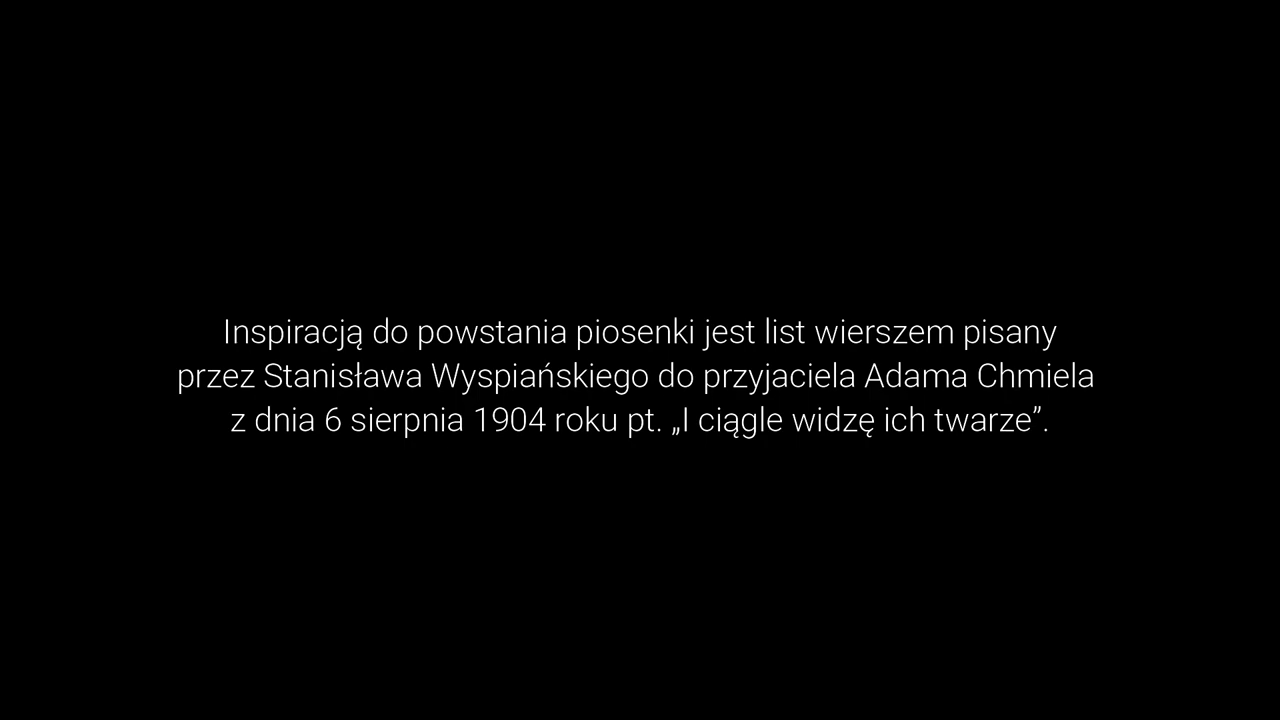 Inspiracją do powstania piosenki jest list wierszem pisany
przez Stanisława Wyspiańskiego do przyjaciela Adama Chmiela
z dnia 6 sierpnia 1904 roku pt. „I ciągle widzę ich twarze”.